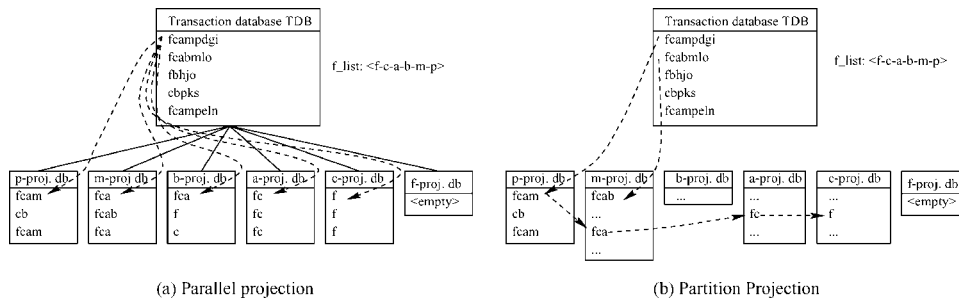 Transaction database TDB
fcampdgi
fcabmlo
fbhjo
cbpks
fcampeln
f_list: <f-c-a-b-m-p>
p-proj. db
fcam
cb
fcam
m-proj. db
fca
fcab
fca
b-proj. db
fca
f
c
a-proj. db
fc
fc
fc
c-proj. db
f
f
f
f-proj. db
<empty>
(a) Parallel projection
Transaction database TDB
fcampdgi
fcabmlo
fbhjo
cbpks
fcampeln
f_list: <f-c-a-b-m-p>
p-proj. db
fcam
cb
fcam
m-proj. db
fcab
...
fca
...
b-proj. db
...
a-proj. db
...
fc
...
c-proj. db
...
f
...
f-proj. db
<empty>
(b) Partition Projection